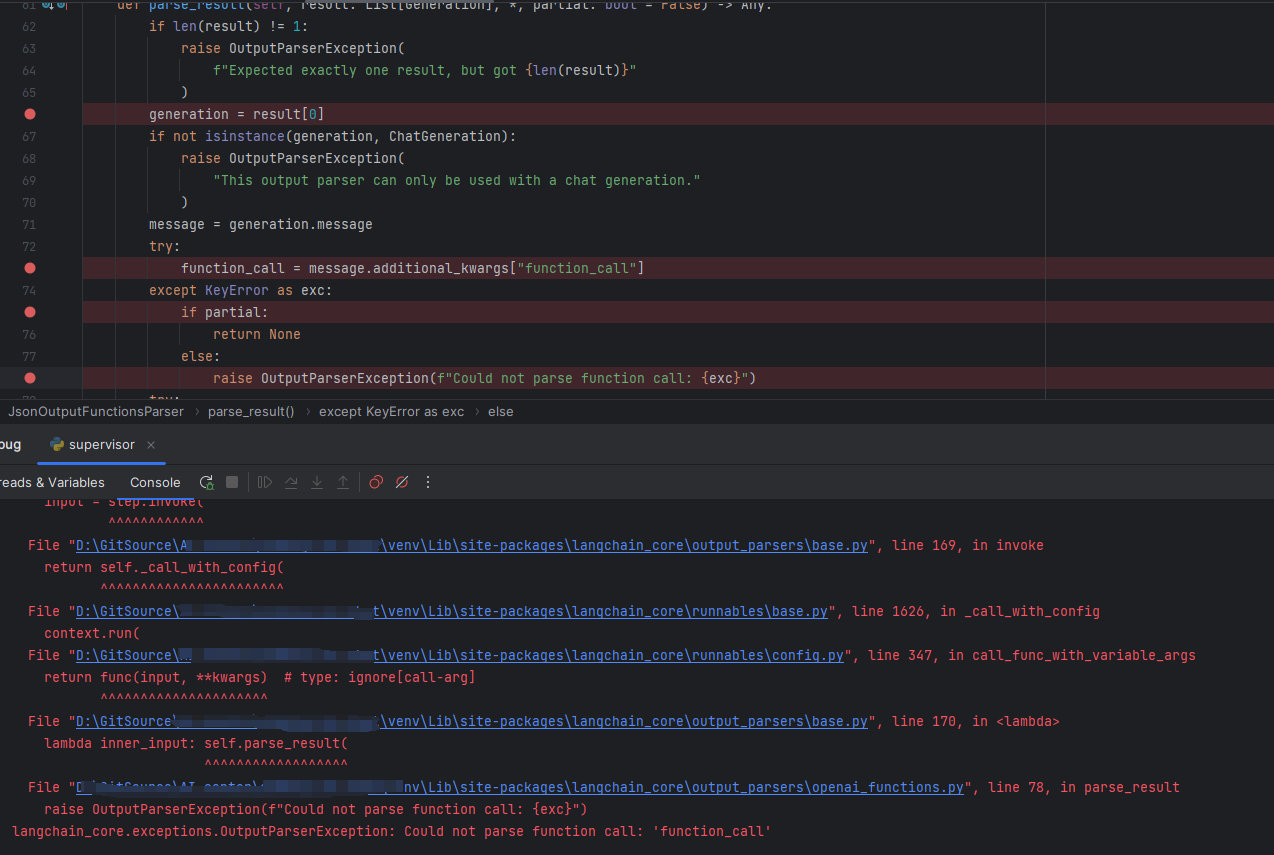 61 def parse_result(self, result: List[Generation], *, partial: bool = False) -> Any:
62 if len(result) != 1:
63 raise OutputParserException(
64 f"Expected exactly one result, but got {len(result)}"
65 )
generation = result[0]
67 if not isinstance(generation, ChatGeneration):
68 raise OutputParserException(
69 "This output parser can only be used with a chat generation."
70 )
71 message = generation.message
72 try:
function_call = message.additional_kwargs["function_call"]
74 except KeyError as exc:
if partial:
76 return None
77 else:
raise OutputParserException(f"Could not parse function call: {exc}")
79 try:
JsonOutputFunctionsParser > parse_result() > except KeyError as exc > else
bug supervisor ×
reads & Variables Console
input = step.invoke(
^^^^^^^^^^^^
File "D:\GitSource\A \venv\Lib\site-packages\langchain_core\output_parsers\base.py", line 169, in invoke
return self._call_with_config(
^^^^^^^^^^^^^^^^^^^^^^^
File "D:\GitSource\ t\venv\Lib\site-packages\langchain_core\runnables\base.py", line 1626, in _call_with_config
context.run(
File "D:\GitSource\ t\venv\Lib\site-packages\langchain_core\runnables\config.py", line 347, in call_func_with_variable_args
return func(input, **kwargs)  # type: ignore[call-arg]
^^^^^^^^^^^^^^^^^^^^^
File "D:\GitSource\ \venv\Lib\site-packages\langchain_core\output_parsers\base.py", line 170, in <lambda>
lambda inner_input: self.parse_result(
^^^^^^^^^^^^^^^^^^
File "D nv\Lib\site-packages\langchain_core\output_parsers\openai_functions.py", line 78, in parse_result
raise OutputParserException(f"Could not parse function call: {exc}")
langchain_core.exceptions.OutputParserException: Could not parse function call: 'function_call'